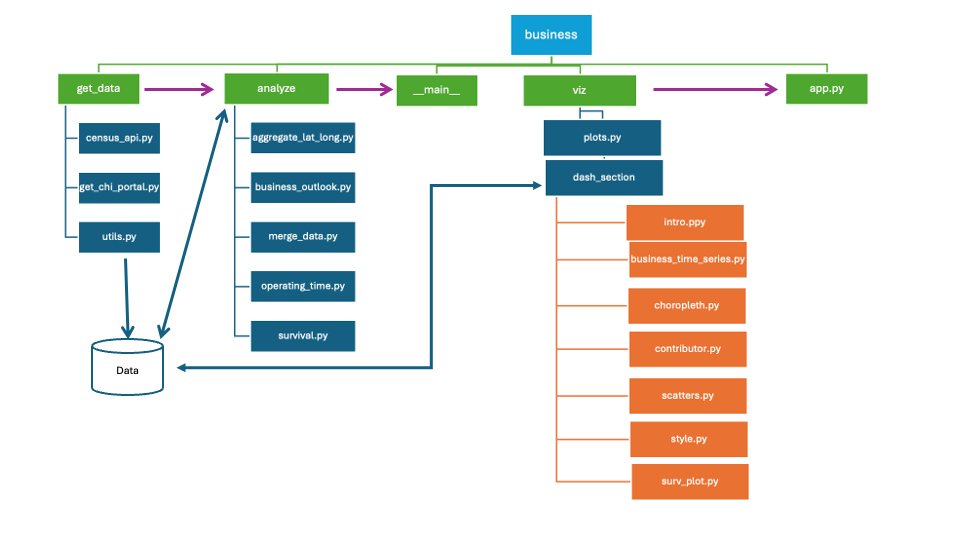 business
get_data
analyze
__main__
viz
app.py
census_api.py
get_chi_portal.py
utils.py
Data
aggregate_lat_long.py
business_outlook.py
merge_data.py
operating_time.py
survival.py
plots.py
dash_section
intro.ppy
business_time_series.py
choropleth.py
contributor.py
scatters.py
style.py
surv_plot.py